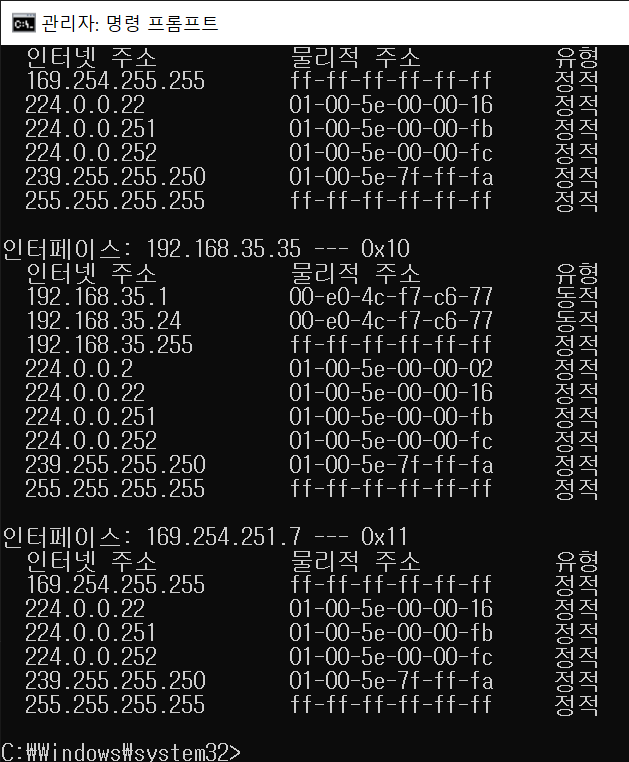 관리자: 명령 프롬프트
인터넷 주소 물리적 주소 유형
169.254.255.255 ff-ff-ff-ff-ff-ff 정적
224.0.0.22 01-00-5e-00-00-16 정적
224.0.0.251 01-00-5e-00-00-fb 정적
224.0.0.252 01-00-5e-00-00-fc 정적
239.255.255.250 01-00-5e-7f-ff-fa 정적
255.255.255.255 ff-ff-ff-ff-ff-ff 정적
인터페이스: 192.168.35.35 --- 0x10
인터넷 주소 물리적 주소 유형
192.168.35.1 00-e0-4c-f7-c6-77 동적
192.168.35.24 00-e0-4c-f7-c6-77 동적
192.168.35.255 ff-ff-ff-ff-ff-ff 정적
224.0.0.2 01-00-5e-00-00-02 정적
224.0.0.22 01-00-5e-00-00-16 정적
224.0.0.251 01-00-5e-00-00-fb 정적
224.0.0.252 01-00-5e-00-00-fc 정적
239.255.255.250 01-00-5e-7f-ff-fa 정적
255.255.255.255 ff-ff-ff-ff-ff-ff 정적
인터페이스: 169.254.251.7 --- 0x11
인터넷 주소 물리적 주소 유형
169.254.255.255 ff-ff-ff-ff-ff-ff 정적
224.0.0.22 01-00-5e-00-00-16 정적
224.0.0.251 01-00-5e-00-00-fb 정적
224.0.0.252 01-00-5e-00-00-fc 정적
239.255.255.250 01-00-5e-7f-ff-fa 정적
255.255.255.255 ff-ff-ff-ff-ff-ff 정적
C:₩Windows₩system32>